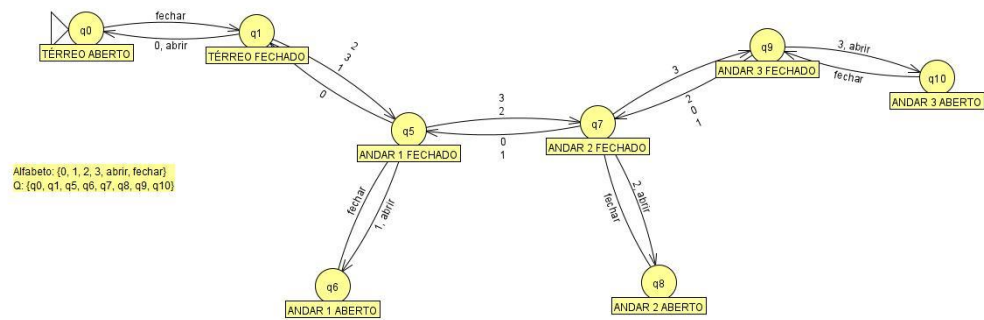 q0
TÉRREO ABERTO
fechar
0, abrir
q1
TÉRREO FECHADO
2
3
1
0
q5
ANDAR 1 FECHADO
3
2
0
1
q7
ANDAR 2 FECHADO
3
2
0
1
q9
ANDAR 3 FECHADO
3, abrir
fechar
q10
ANDAR 3 ABERTO
Alfabeto: {0, 1, 2, 3, abrir, fechar}
Q: {q0, q1, q5, q6, q7, q8, q9, q10}
fechar
1, abrir
q6
ANDAR 1 ABERTO
fechar
2, abrir
q8
ANDAR 2 ABERTO